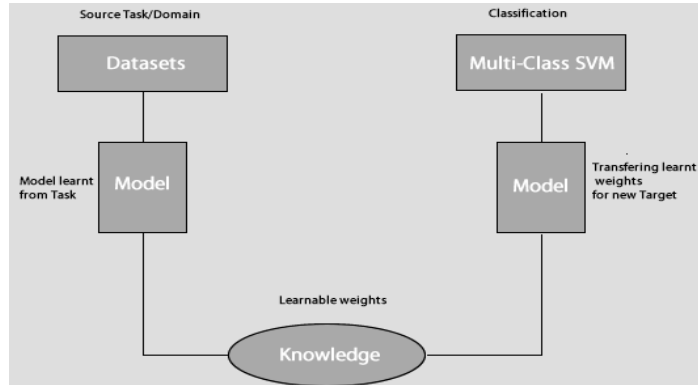 Source Task/Domain
Classification
Datasets
Multi-Class SVM
Model learnt
from Task
Model
Model
Transfering learnt
weights
for new Target
Learnable weights
Knowledge